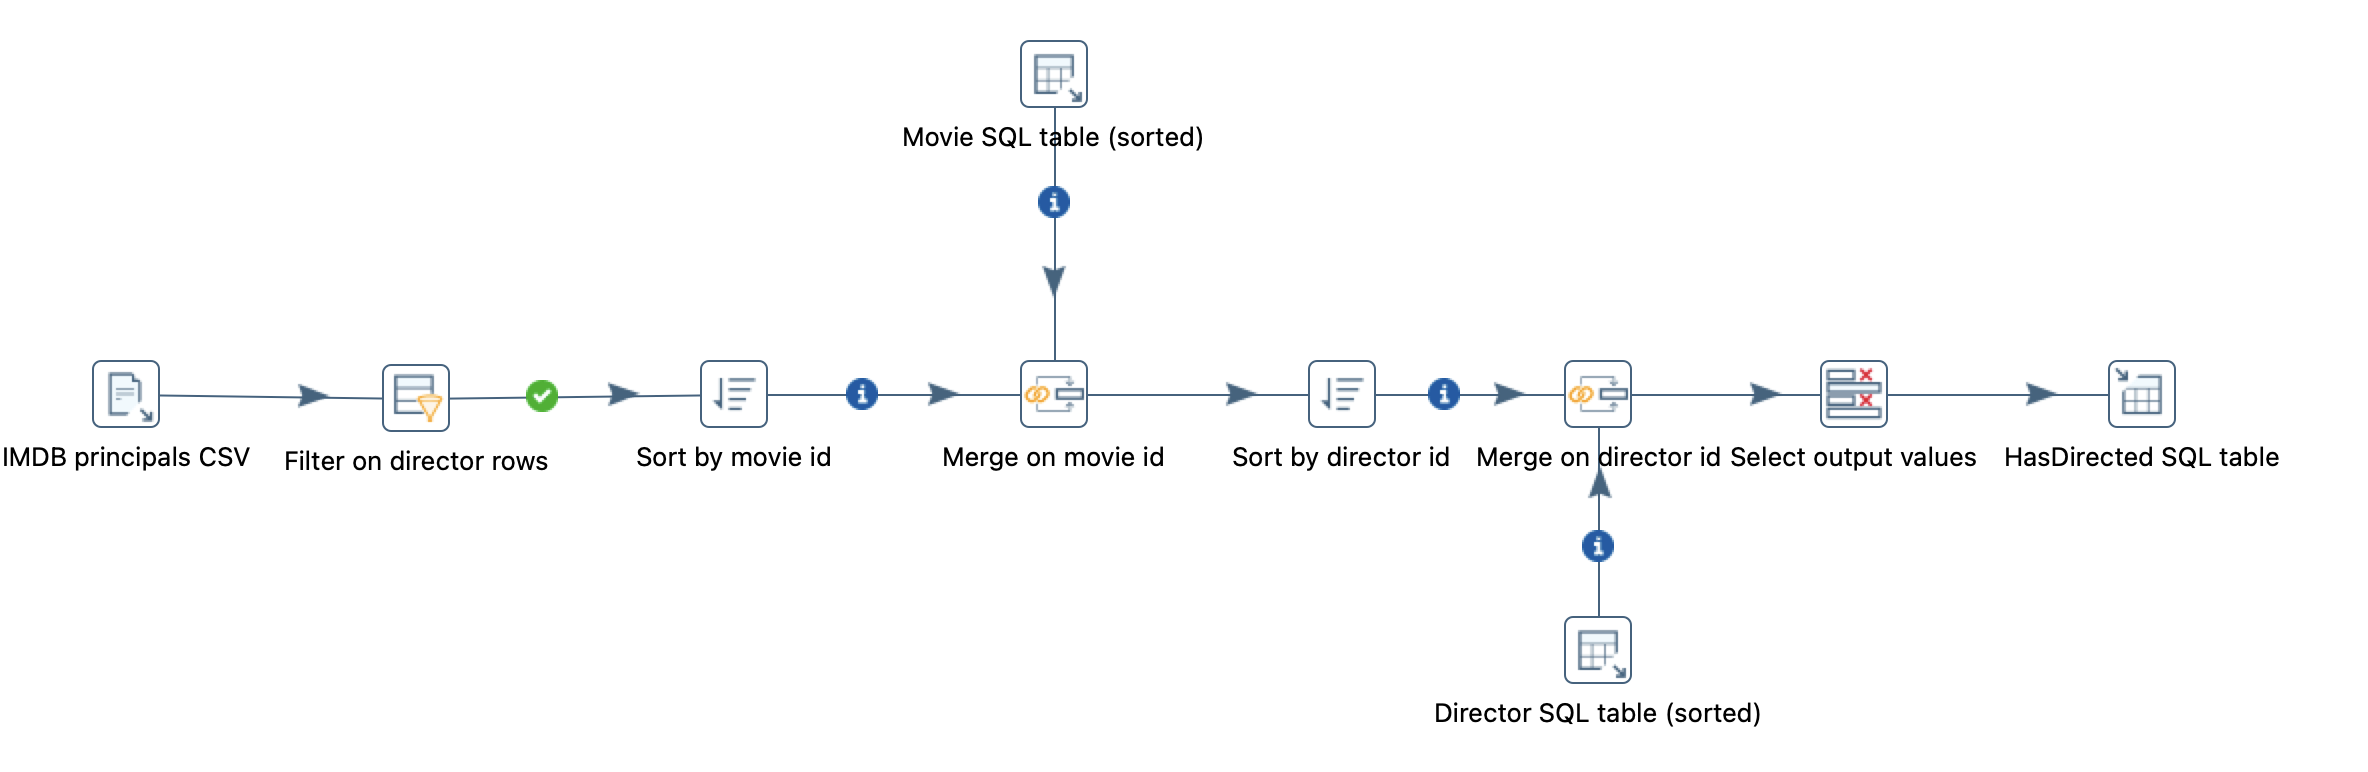 Movie SQL table (sorted)
IMDB principals CSV
Filter on director rows
Sort by movie id
Merge on movie id
Sort by director id
Merge on director id
Select output values
HasDirected SQL table
Director SQL table (sorted)